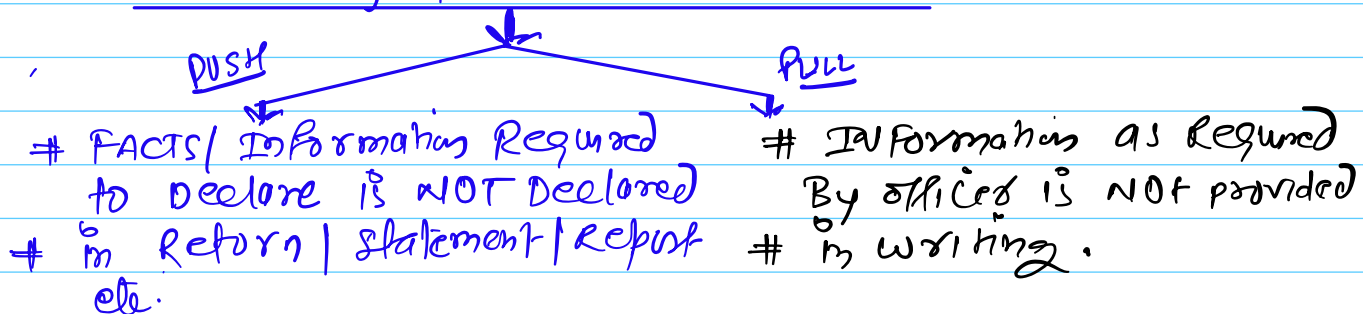 PUSH
PULL
# FACTS/ Information Required
to Declare is NOT Declared
# in Return | Statement | Report
etc.
# INFormation as Required
By officer is NOT provided
# in writing.